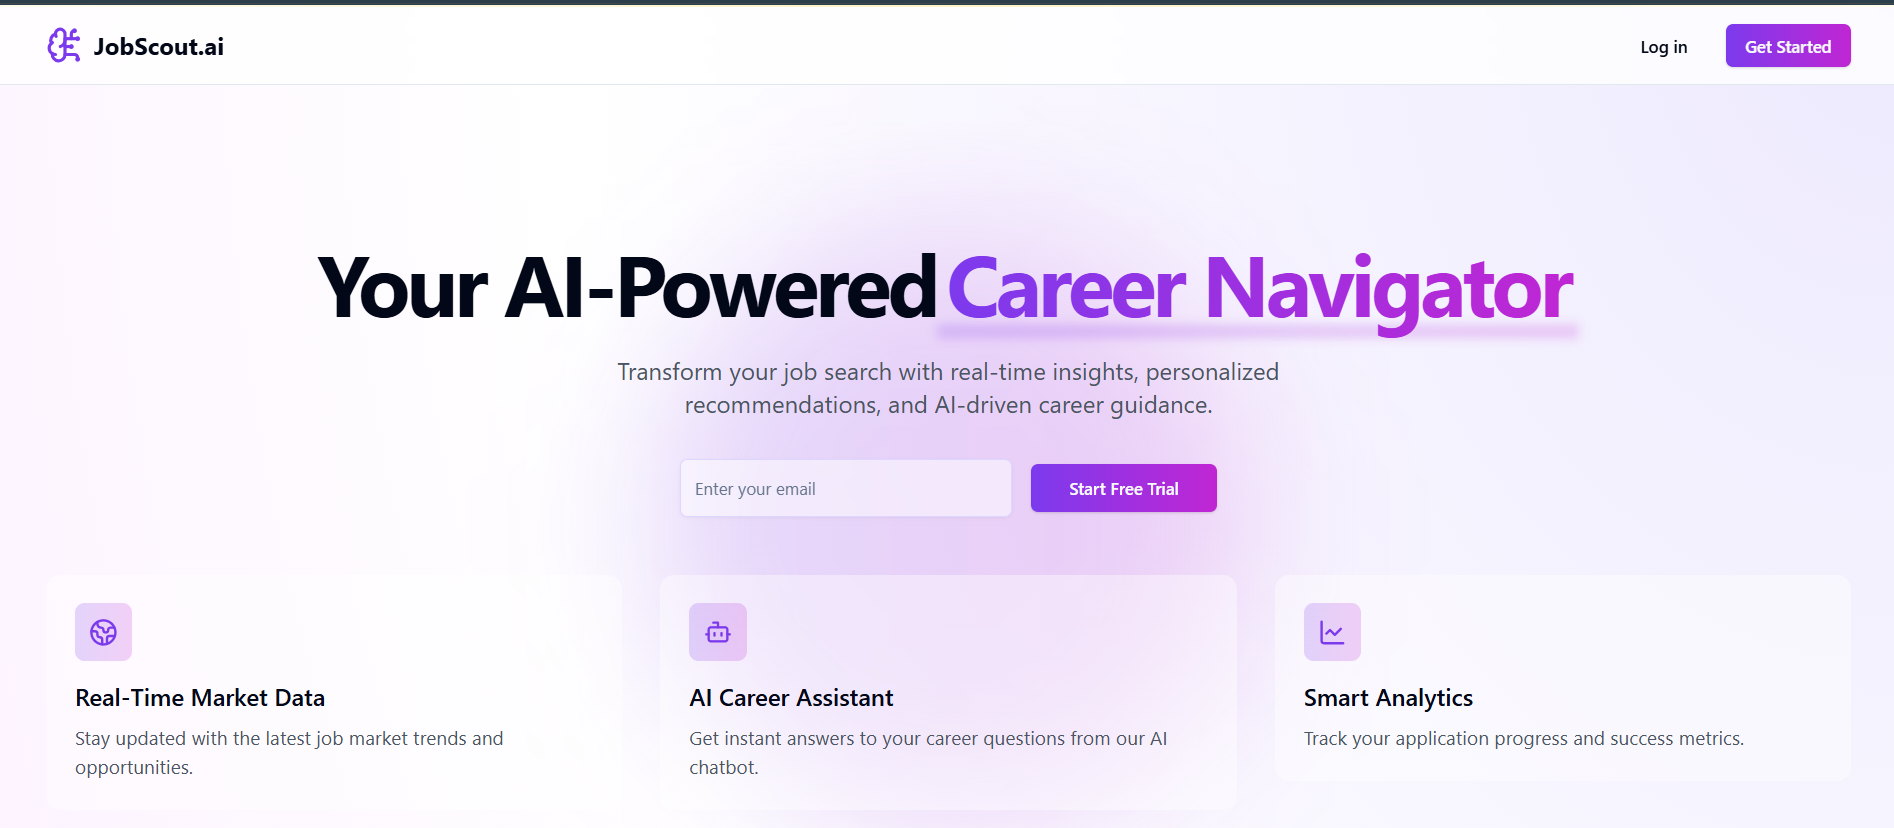 JobScout.ai
Log in
Get Started
Your AI-Powered Career Navigator
Transform your job search with real-time insights, personalized
recommendations, and AI-driven career guidance.
Enter your email
Start Free Trial
Real-Time Market Data
Stay updated with the latest job market trends and
opportunities.
AI Career Assistant
Get instant answers to your career questions from our AI
chatbot.
Smart Analytics
Track your application progress and success metrics.